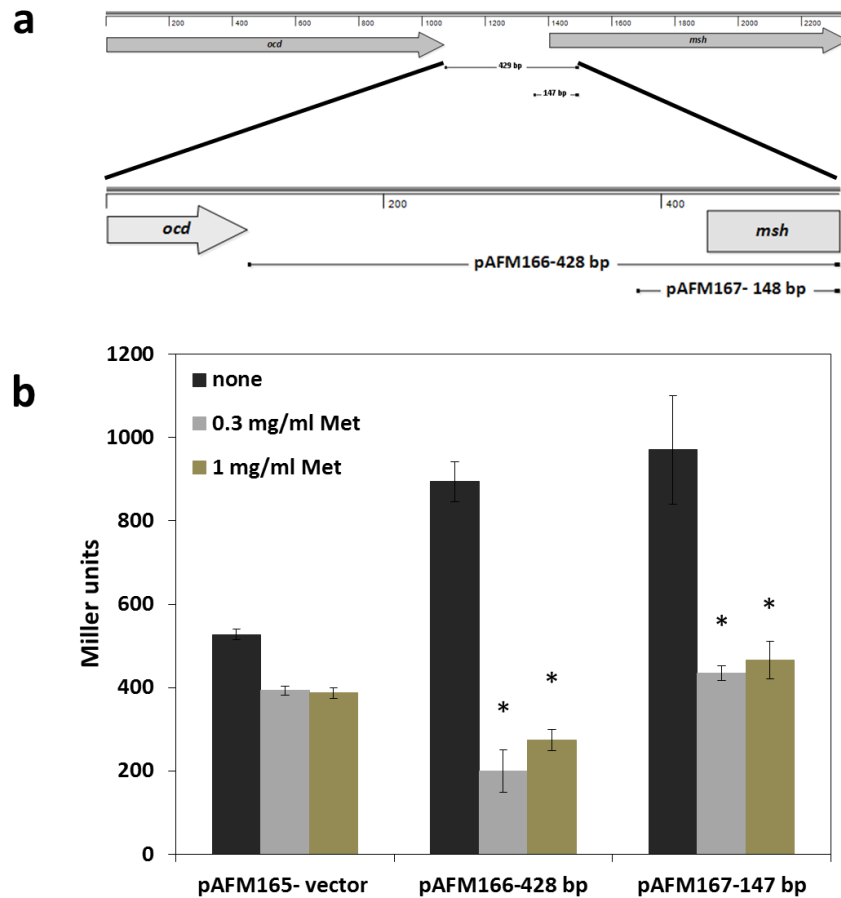 a
200 400 600 800 1000 1200 1400 1600 1800 2000 2200
ocd msh
429 bp
147 bp
200 400
ocd msh
pAFM166-428 bp
pAFM167- 148 bp
b
1200
1000
800
600
400
200
0
Miller units
none
0.3 mg/ml Met
1 mg/ml Met
* *
* *
pAFM165- vector pAFM166-428 bp pAFM167-147 bp